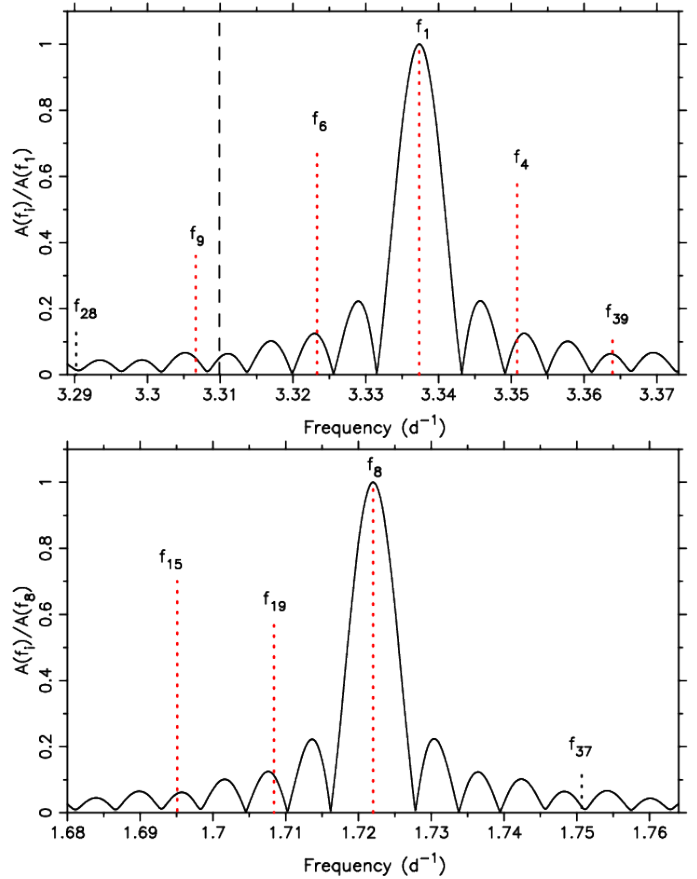 f1
f6
f4
f9
f28
f39
A(fi)/A(f1)
0 0.2 0.4 0.6 0.8 1
3.29 3.3 3.31 3.32 3.33 3.34 3.35 3.36 3.37
Frequency (d−1)
f8
f15
f19
f37
A(fi)/A(f8)
0 0.2 0.4 0.6 0.8 1
1.68 1.69 1.7 1.71 1.72 1.73 1.74 1.75 1.76
Frequency (d−1)